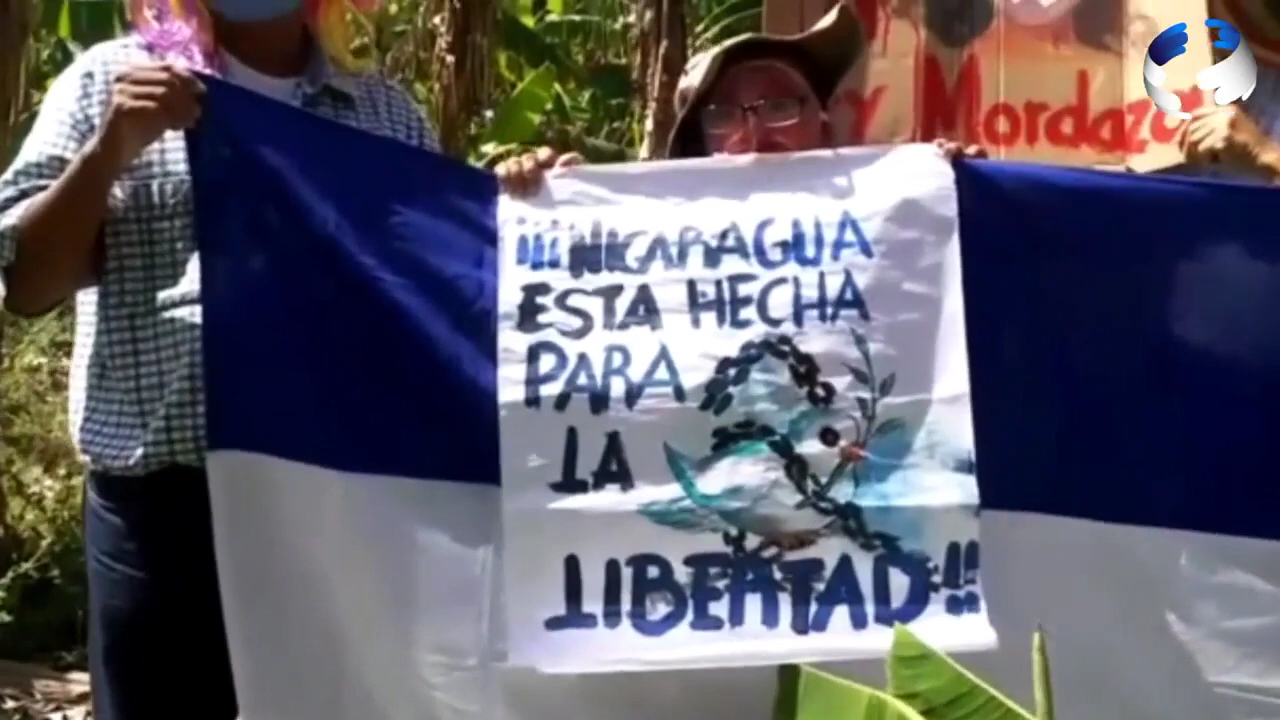 y Mordaza
¡¡¡NICARAGUA
ESTA HECHA
PARA
LA
LIBERTAD!!